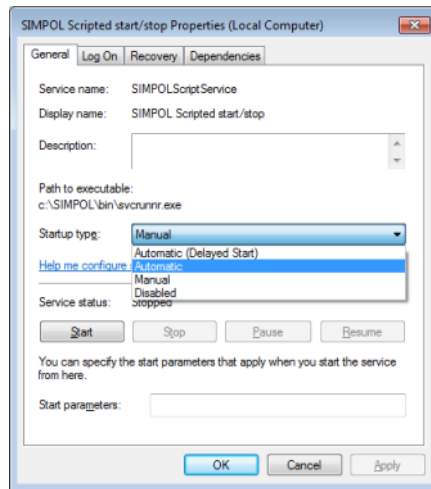 SIMPOL Scripted start/stop Properties (Local Computer)
General Log On Recovery Dependencies
Service name: SIMPOLScriptService
Display name: SIMPOL Scripted start/stop
Description:
Path to executable:
c:\SIMPOL\bin\svcrunnr.exe
Startup type: Manual
Automatic (Delayed Start)
Help me configure Automatic
Manual
Disabled
Service status: Stopped
Start Stop Pause Resume
You can specify the start parameters that apply when you start the service
from here.
Start parameters:
OK Cancel Apply